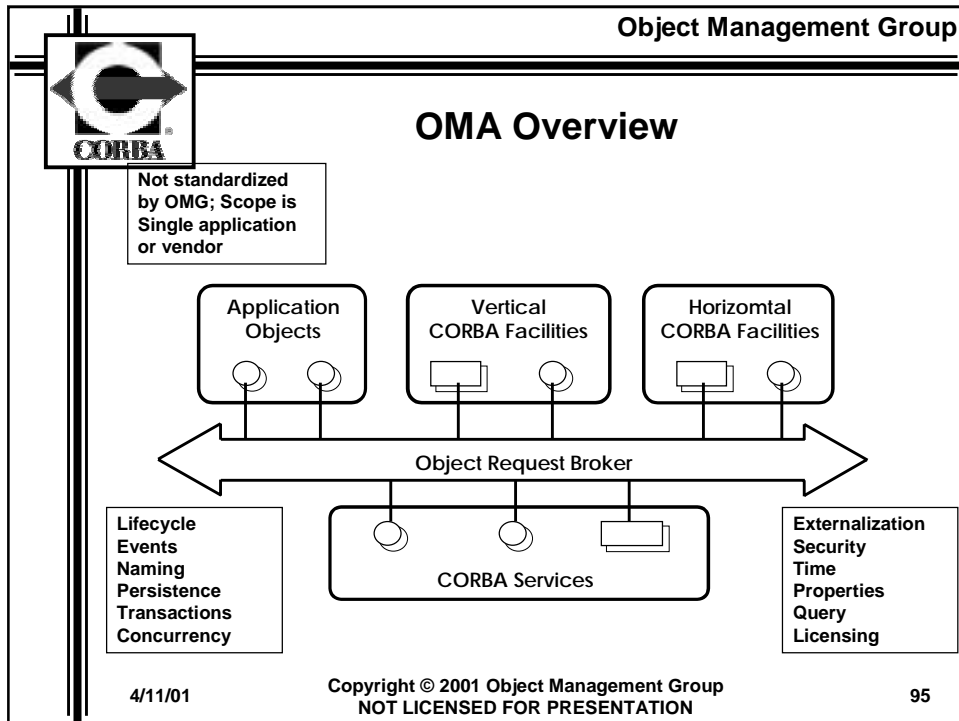 Object Management Group
CORBA
®
OMA Overview
Not standardized
by OMG; Scope is
Single application
or vendor
Application
Objects
Vertical
CORBA Facilities
Horizomtal
CORBA Facilities
Object Request Broker
Lifecycle
Events
Naming
Persistence
Transactions
Concurrency
CORBA Services
Externalization
Security
Time
Properties
Query
Licensing
4/11/01
Copyright © 2001 Object Management Group
NOT LICENSED FOR PRESENTATION
95